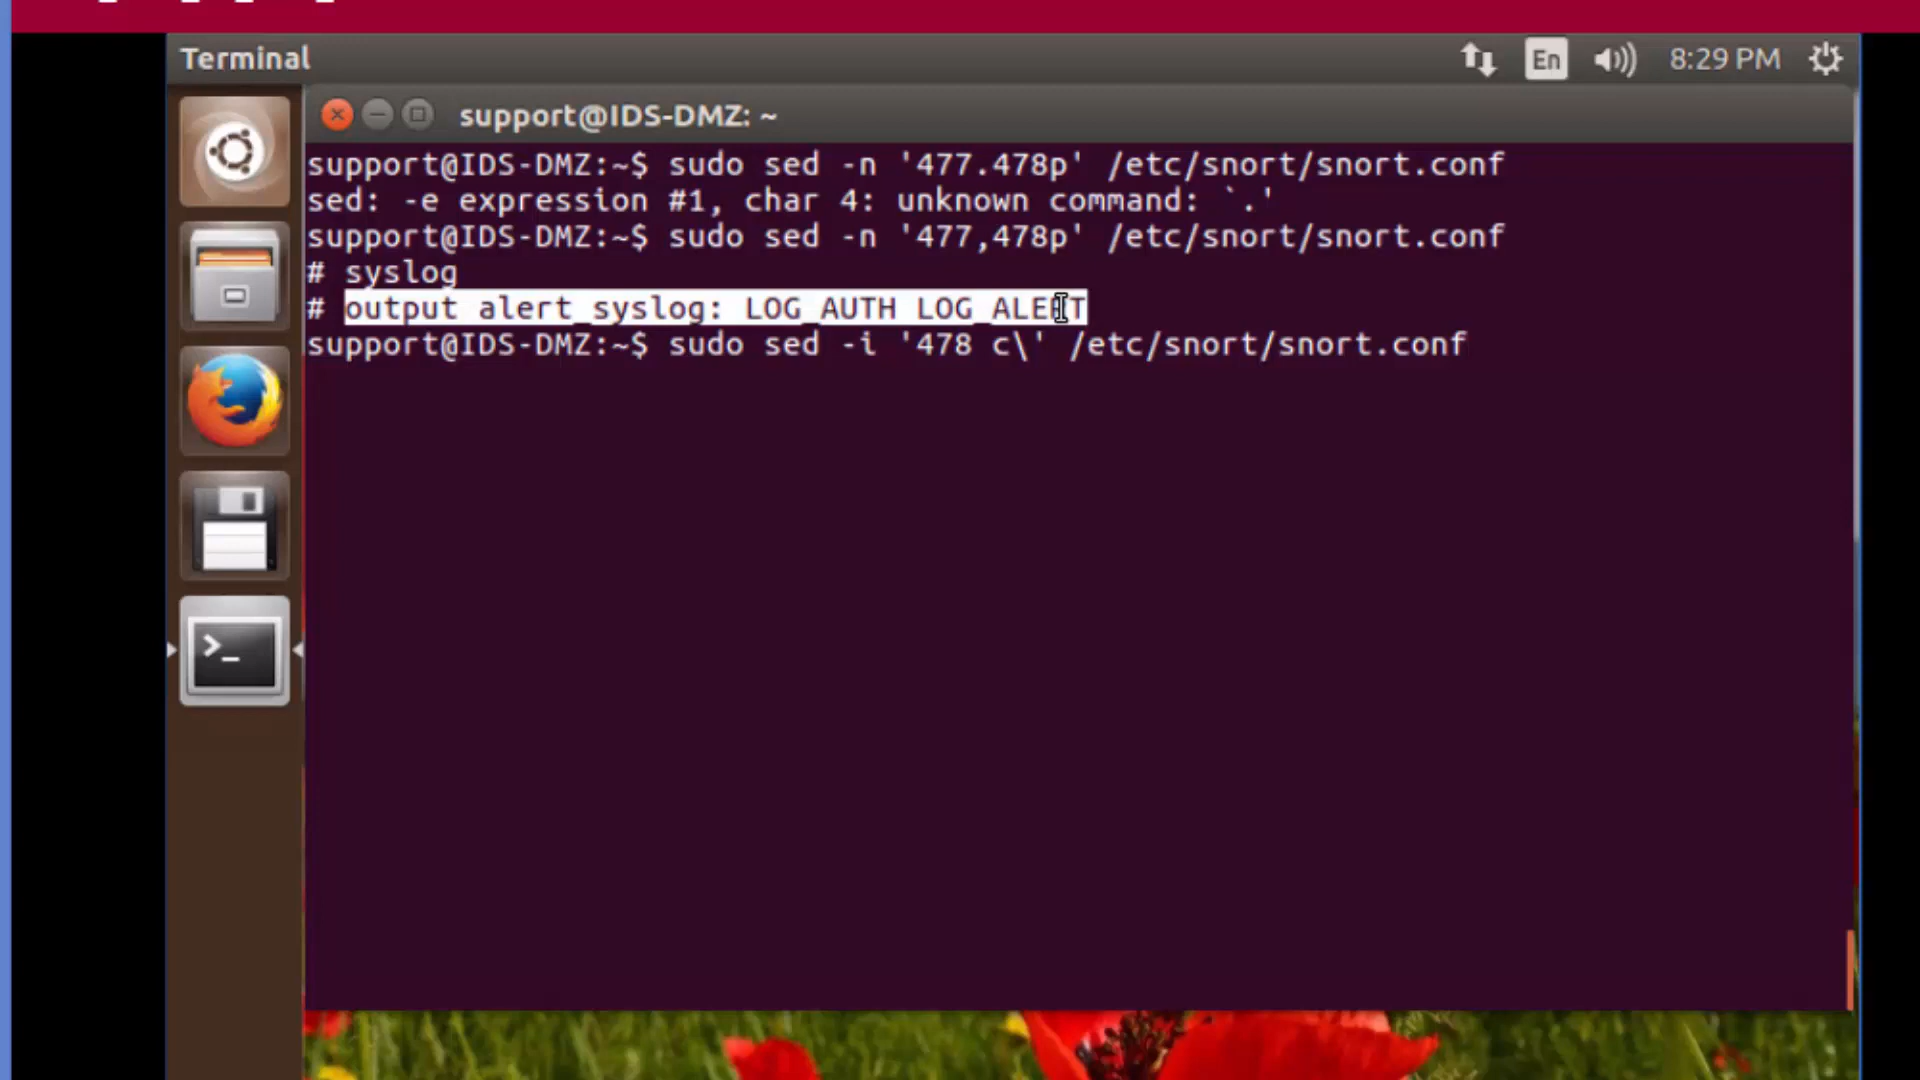 Terminal
En
8:29 PM
support@IDS-DMZ: ~
support@IDS-DMZ:~$ sudo sed -n '477.478p' /etc/snort/snort.conf
sed: -e expression #1, char 4: unknown command: `.'
support@IDS-DMZ:~$ sudo sed -n '477,478p' /etc/snort/snort.conf
# syslog
# output alert_syslog: LOG_AUTH LOG_ALERT
support@IDS-DMZ:~$ sudo sed -i '478 c\' /etc/snort/snort.conf
>_